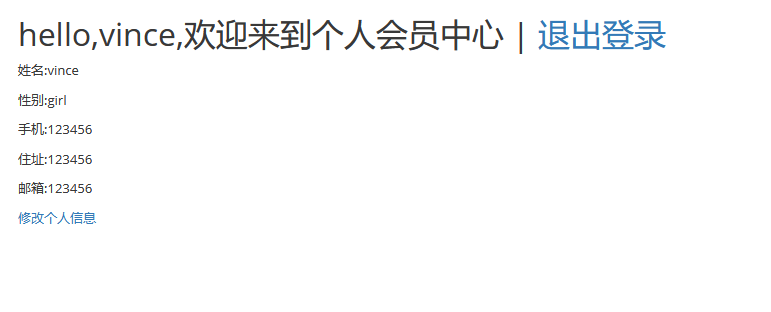 hello,vince,欢迎来到个人会员中心 | 退出登录
姓名:vince
性别:girl
手机:123456
住址:123456
邮箱:123456
修改个人信息